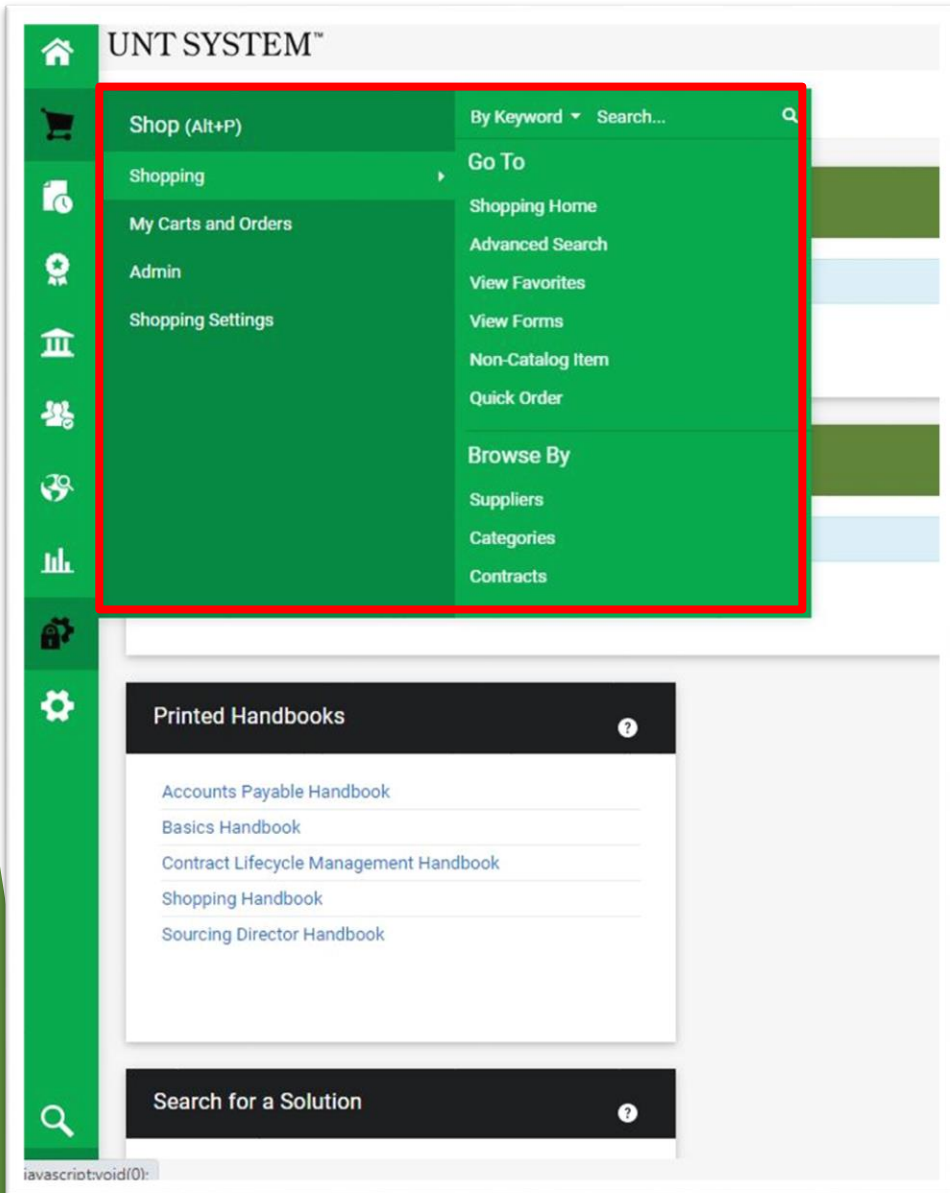 UNT SYSTEM™
Shop (Alt+P)
Shopping
My Carts and Orders
Admin
Shopping Settings
By Keyword Search...
Go To
Shopping Home
Advanced Search
View Favorites
View Forms
Non-Catalog Item
Quick Order
Browse By
Suppliers
Categories
Contracts
Printed Handbooks
?
Accounts Payable Handbook
Basics Handbook
Contract Lifecycle Management Handbook
Shopping Handbook
Sourcing Director Handbook
Search for a Solution
?
javascript:void(0);